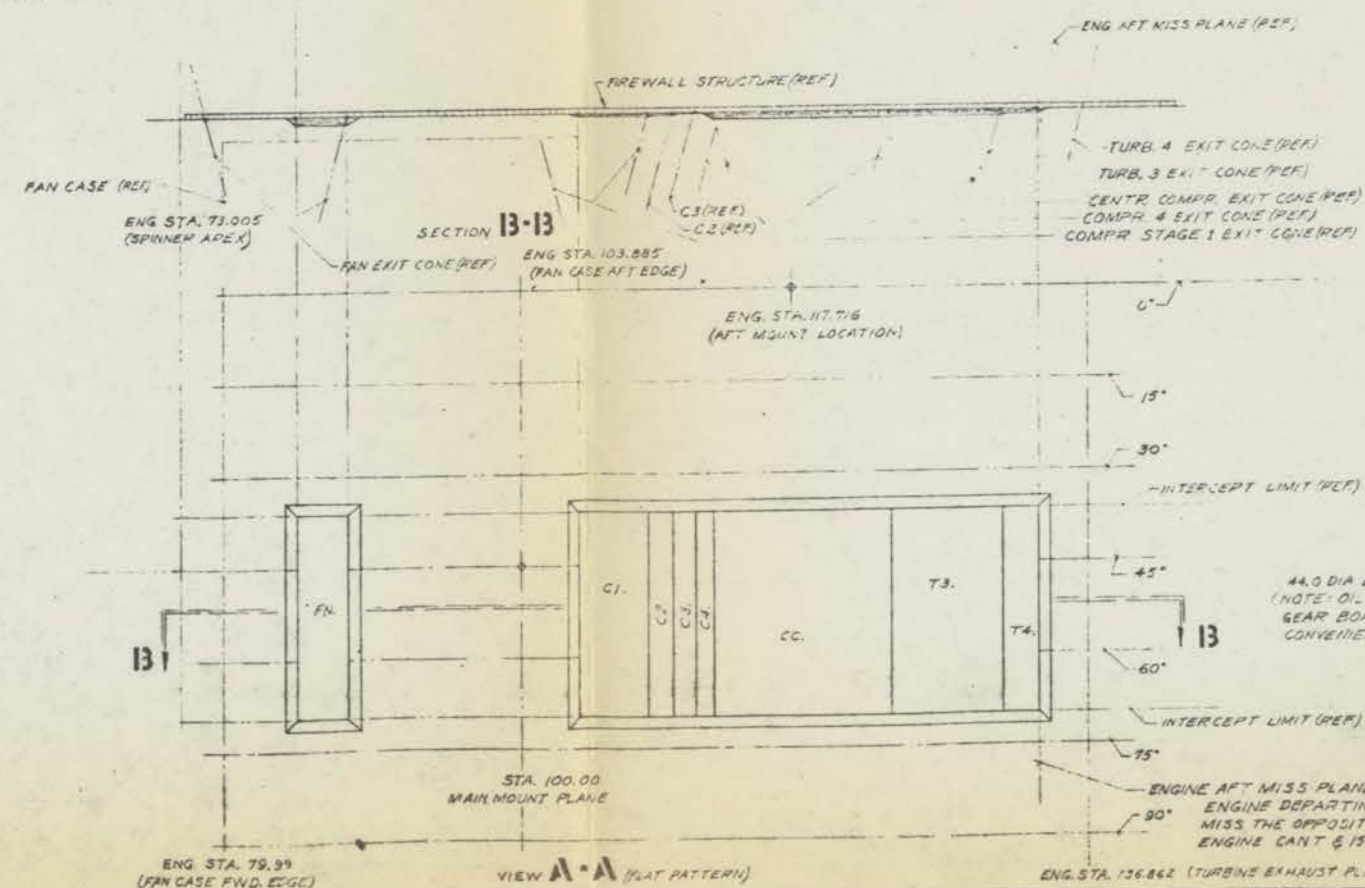 ENG AFT MISS PLANE (REF)
FIREWALL STRUCTURE (REF)
TURB. 4 EXIT CONE (REF)
TURB. 3 EXIT CONE (REF)
CENTR. COMPR. EXIT CONE (REF)
COMPR. 4 EXIT CONE (REF)
COMPR STAGE 1 EXIT CONE (REF)
FAN CASE (REF)
ENG STA. 73.005
(SPINNER APEX)
FAN EXIT CONE (REF)
SECTION B-B
C3 (REF)
C2 (REF)
ENG STA. 103.885
(FAN CASE AFT EDGE)
ENG. STA. 117.716
(AFT MOUNT LOCATION)
0°
15°
30°
INTERCEPT LIMIT (REF)
45°
44.0 DIA.
(NOTE: OIL
GEAR BOX
FN.
C1.
C2
C3.
C4.
CC.
T3.
T4.
B
B
60°
INTERCEPT LIMIT (REF)
75°
STA. 100.00
MAIN MOUNT PLANE
ENGINE AFT MISS PLANE
ENGINE DEPARTIN
MISS THE OPPOSIT
ENGINE CANT & 15
90°
ENG. STA. 79.99
(FAN CASE FWD. EDGE)
VIEW A-A (FLAT PATTERN)
ENG. STA. 136.862 (TURBINE EXHAUST PL